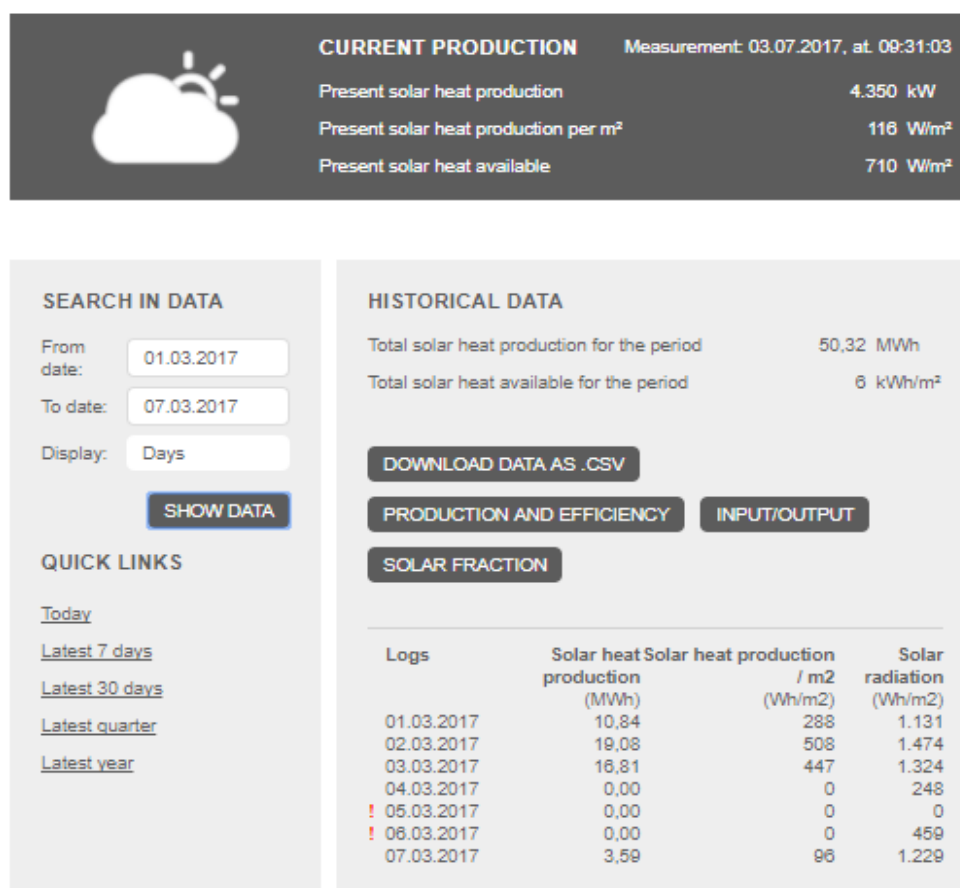 CURRENT PRODUCTION Measurement: 03.07.2017, at. 09:31:03
Present solar heat production 4.350 kW
Present solar heat production per m² 116 W/m²
Present solar heat available 710 W/m²
SEARCH IN DATA
From date: 01.03.2017
To date: 07.03.2017
Display: Days
SHOW DATA
QUICK LINKS
Today
Latest 7 days
Latest 30 days
Latest quarter
Latest year
HISTORICAL DATA
Total solar heat production for the period 50,32 MWh
Total solar heat available for the period 6 kWh/m²
DOWNLOAD DATA AS .CSV
PRODUCTION AND EFFICIENCY INPUT/OUTPUT
SOLAR FRACTION
Logs Solar heat Solar heat production Solar
production / m2 radiation
(MWh) (Wh/m2) (Wh/m2)
01.03.2017 10,84 288 1.131
02.03.2017 19,08 508 1.474
03.03.2017 16,81 447 1.324
04.03.2017 0,00 0 248
! 05.03.2017 0,00 0 0
! 06.03.2017 0,00 0 459
07.03.2017 3,59 96 1.229